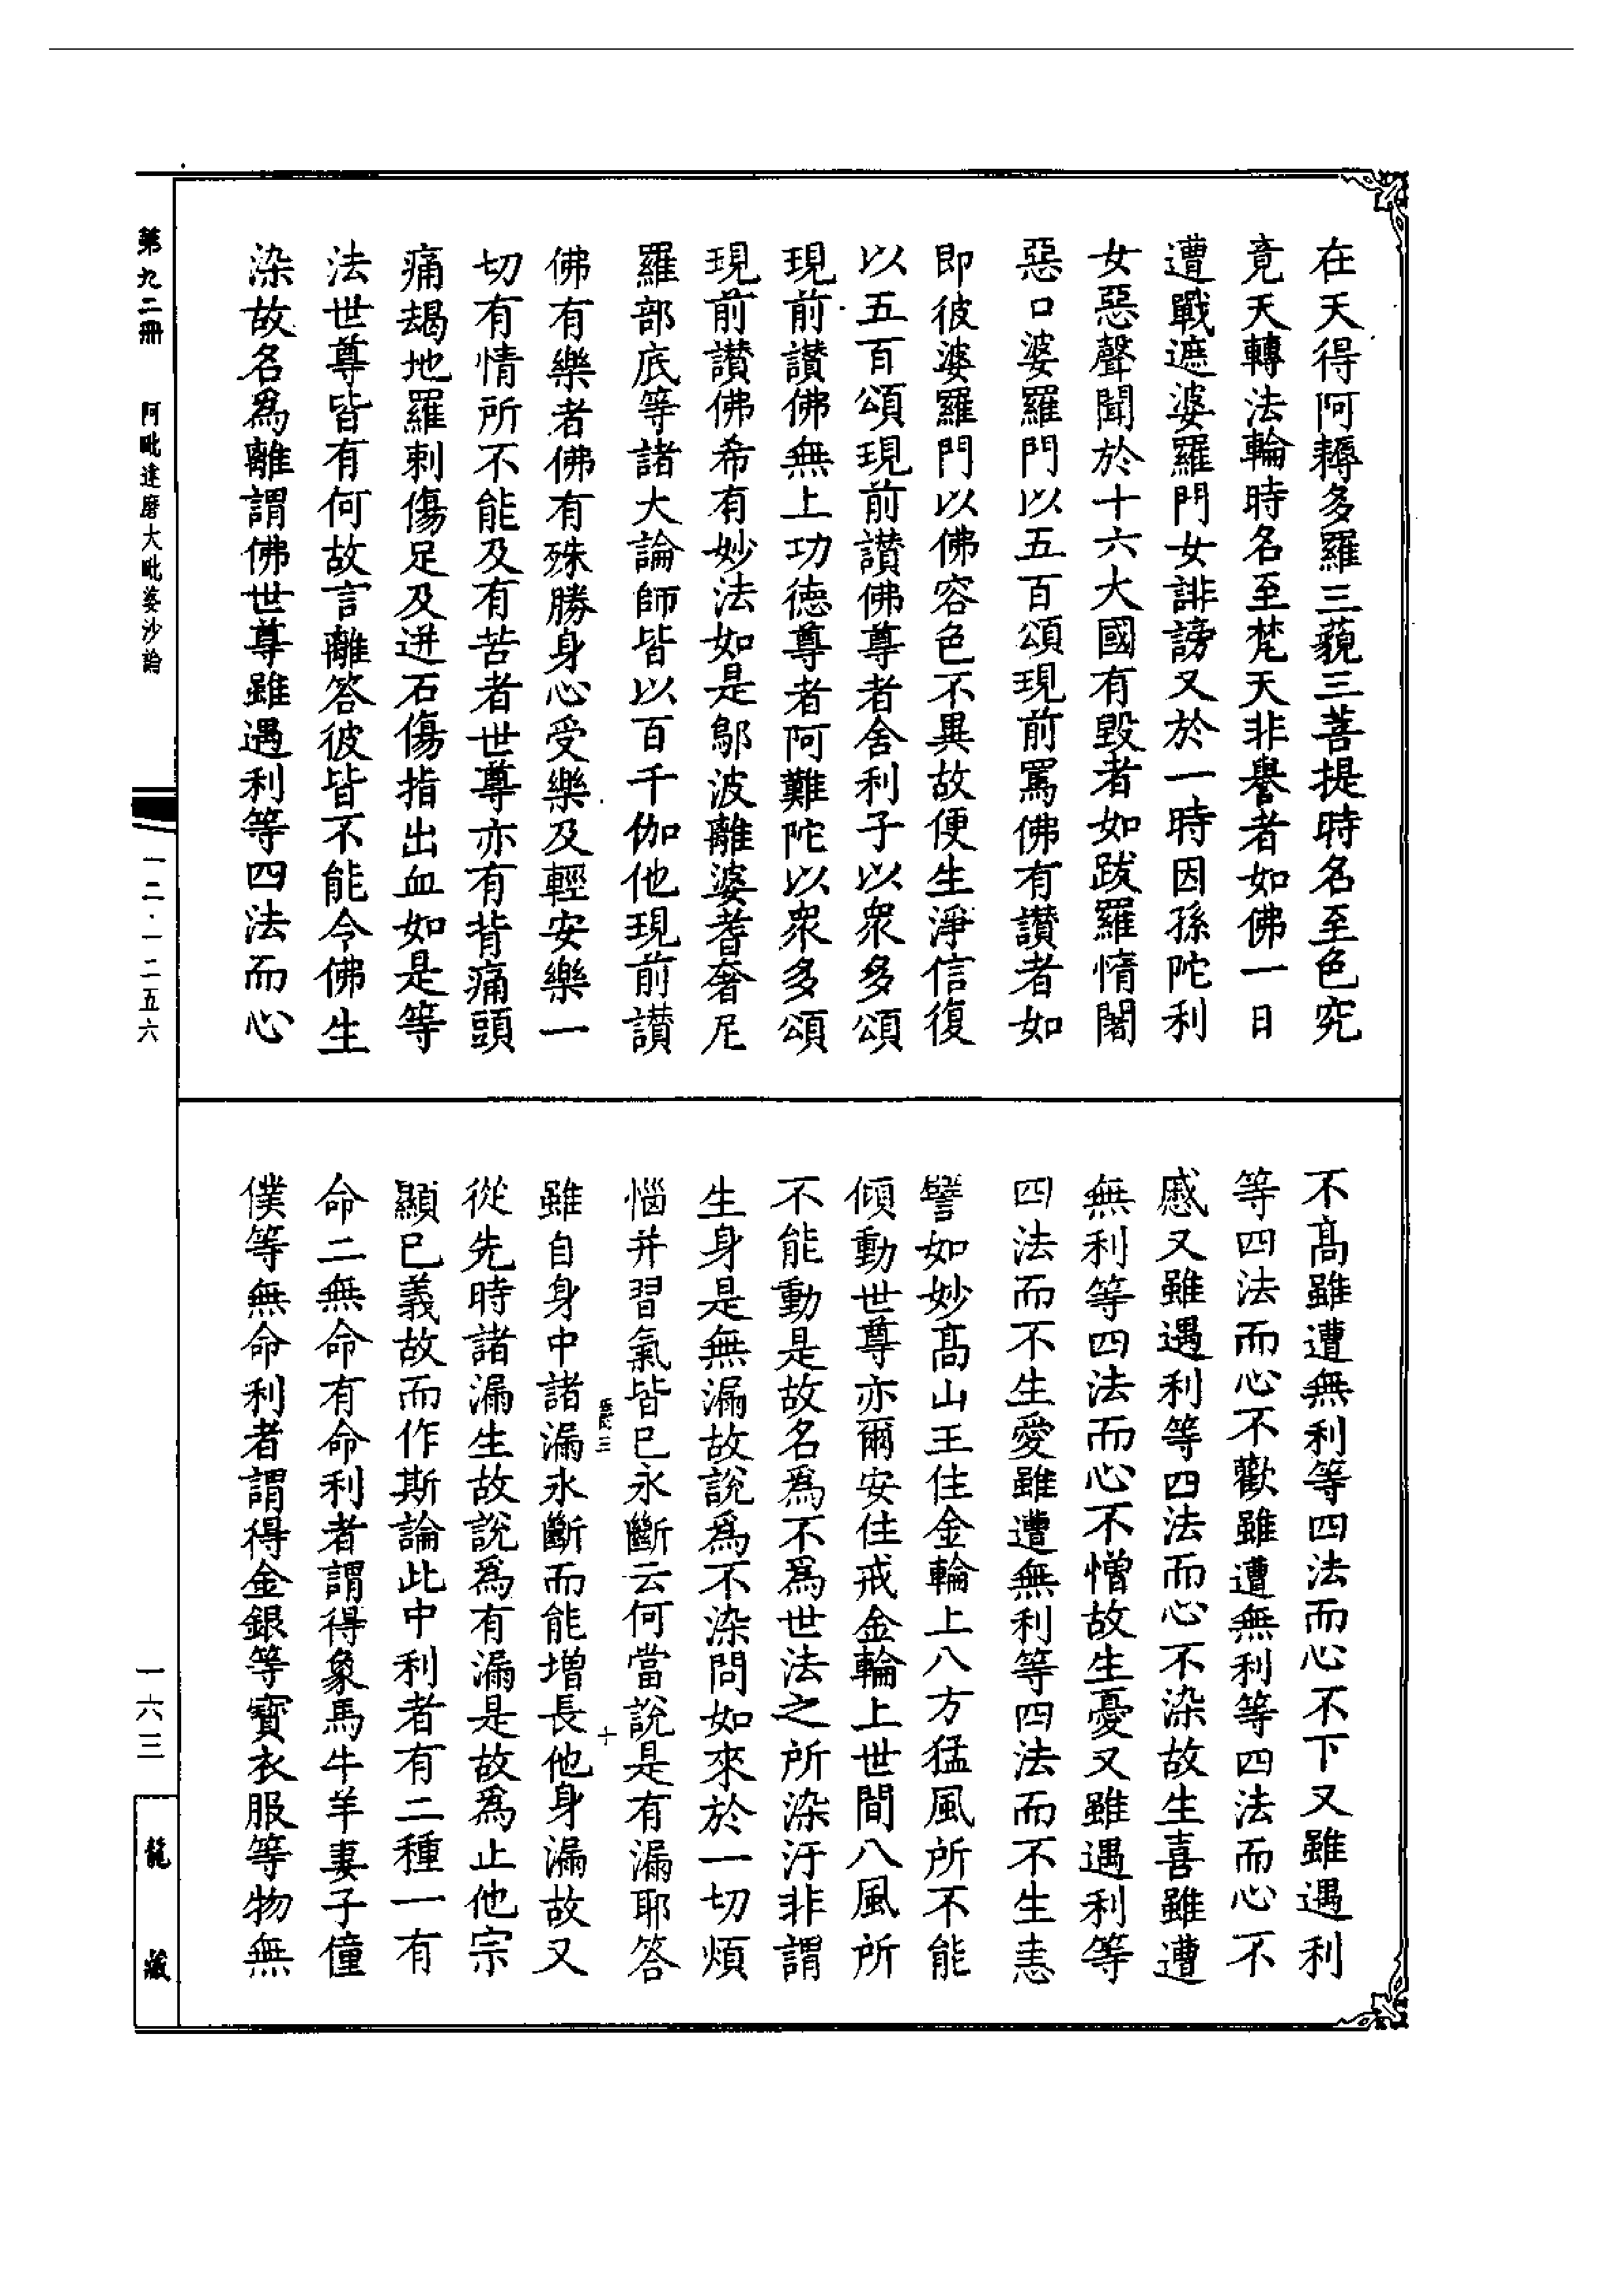 在天得阿耨多羅三藐三菩提時名至色究
竟天轉法輪時名至梵天非譽者如佛一日
遭戰遮婆羅門女誹謗又於一時因孫陀利
女惡聲聞於十六大國有毀者如跋羅惰闍
惡口婆羅門以五百頌現前罵佛有讃者如
即彼婆羅門以佛容色不異故便生淨信復
以五百頌現前讃佛尊者舍利子以衆多頌
現前讃佛無上功德尊者阿難陀以衆多頌
現前讃佛希有妙法如是鄔波離婆耆奢尼
羅部底等諸大論師皆以百千伽他現前讃
佛有樂者佛有殊勝身心受樂及輕安樂一
切有情所不能及有苦者世尊亦有背痛頭
痛朅地羅刺傷足及迸石傷指出血如是等
法世尊皆有何故言離答彼皆不能令佛生
染故名爲離謂佛世尊雖遇利等四法而心
不髙雖遭無利等四法而心不下又雖遇利
等四法而心不歡雖遭無利等四法而心不
慼又雖遇利等四法而心不染故生喜雖遭
無利等四法而心不憎故生憂又雖遇利等
四法而不生愛雖遭無利等四法而不生恚
譬如妙髙山王住金輪上八方猛風所不能
傾動世尊亦爾安住戒金輪上世間八風所
不能動是故名爲不爲世法之所染汙非謂
生身是無漏故說爲不染問如來於一切煩
惱并習氣皆已永斷云何當說是有漏耶答
雖自身中諸漏永斷而能增長他身漏故又
從先時諸漏生故說爲有漏是故爲止他宗
顯已義故而作斯論此中利者有二種一有
命二無命有命利者謂得象馬牛羊妻子僮
僕等無命利者謂得金銀等寶衣服等物無
爵三
十
第九二冊
阿毗達磨大毗婆沙論
一二·一二五六
一六三
龍藏